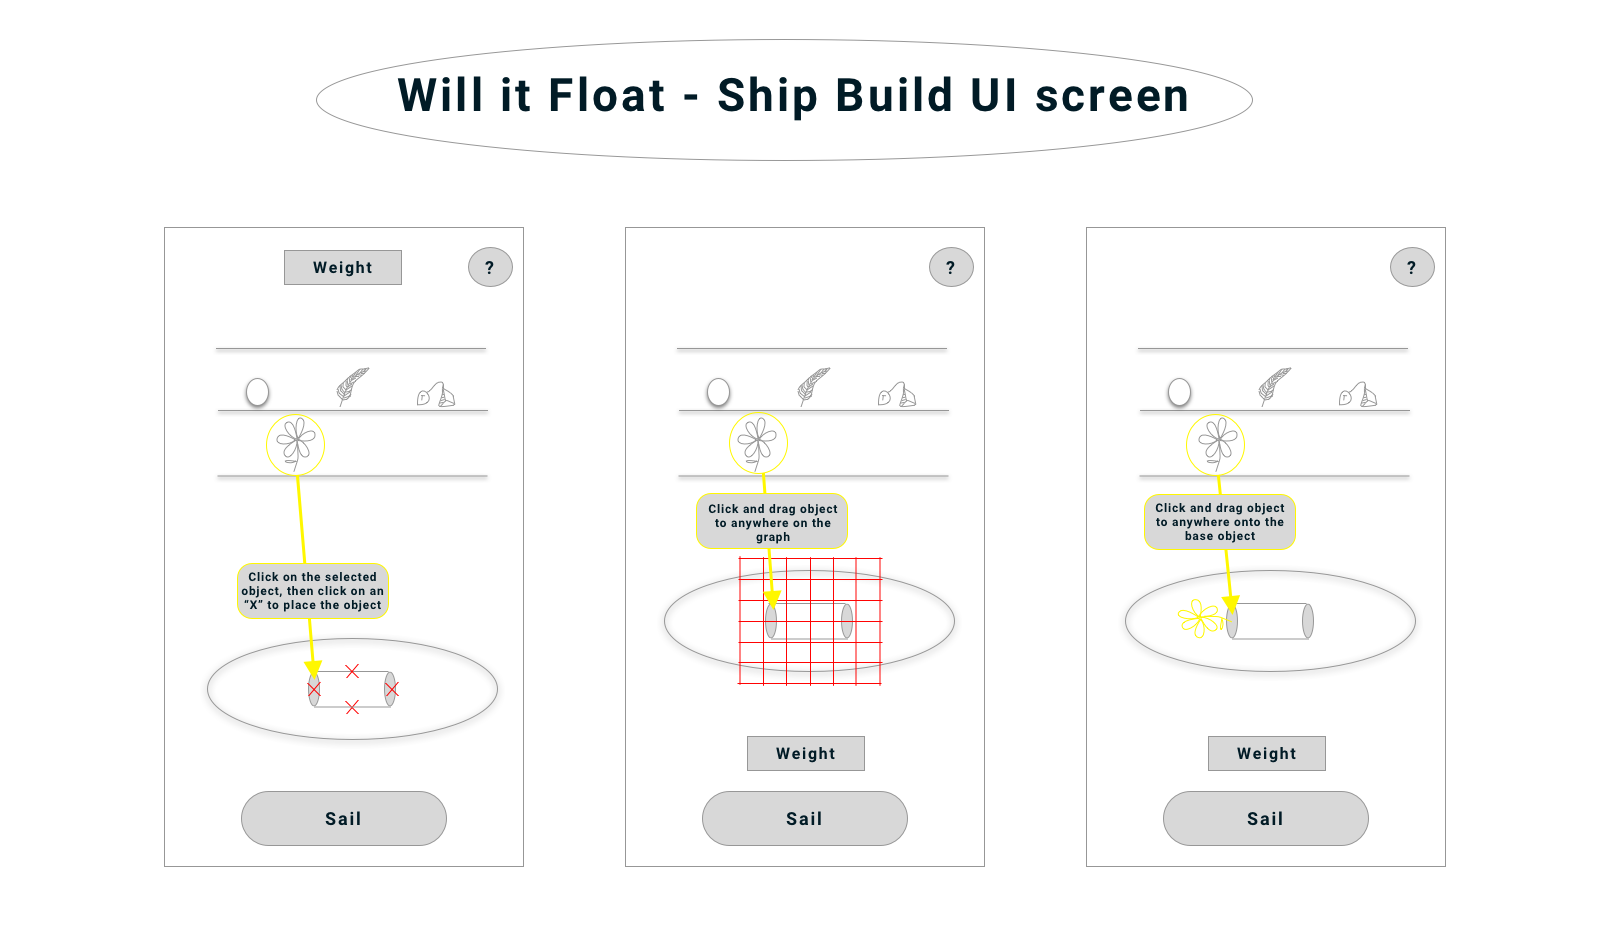 Will it Float - Ship Build UI screen
Weight
?
Click on the selected
object, then click on an
“X” to place the object
Sail
?
Click and drag object
to anywhere on the
graph
Weight
Sail
?
Click and drag object
to anywhere onto the
base object
Weight
Sail